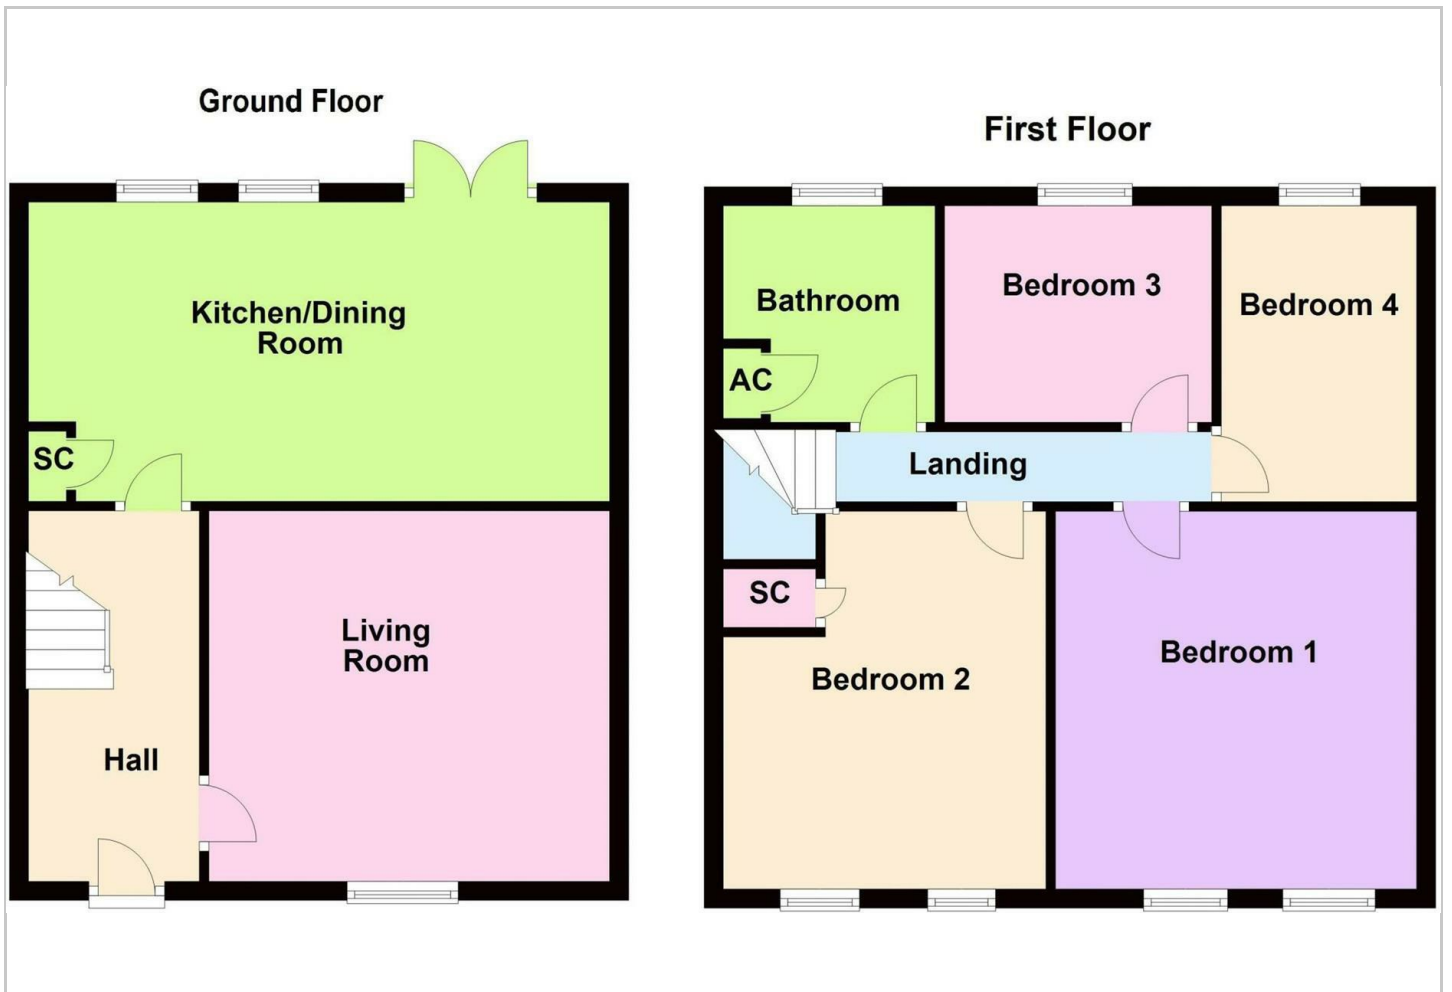 Ground Floor
Kitchen/Dining
Room
SC
Living
Room
Hall
First Floor
Bathroom
Bedroom 3
Bedroom 4
AC
Landing
SC
Bedroom 2
Bedroom 1